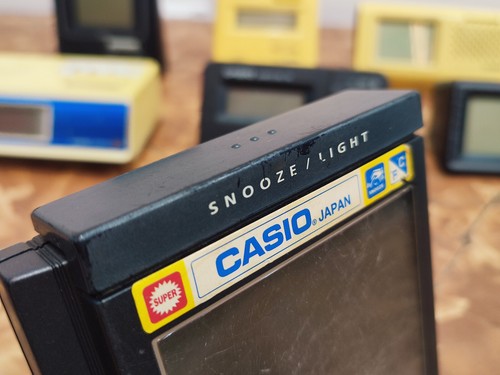 SNOOZE / LIGHT
SUPER
CASIO® JAPAN
C
F